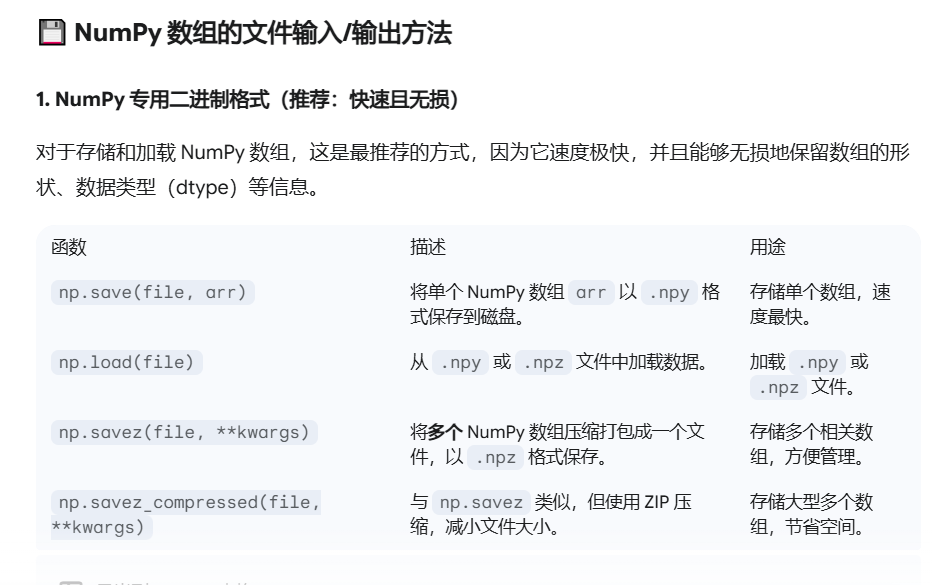 NumPy 数组的文件输入/输出方法
1. NumPy 专用二进制格式（推荐：快速且无损）
对于存储和加载 NumPy 数组，这是最推荐的方式，因为它速度极快，并且能够无损地保留数组的形
状、数据类型（dtype）等信息。
函数 描述 用途
np.save(file, arr) 将单个 NumPy 数组 arr 以 .npy 格 存储单个数组，速
式保存到磁盘。 度最快。
np.load(file) 从 .npy 或 .npz 文件中加载数据。 加载 .npy 或
.npz 文件。
np.savez(file, **kwargs) 将多个 NumPy 数组压缩打包成一个文 存储多个相关数
件，以 .npz 格式保存。 组，方便管理。
np.savez_compressed(file, 与 np.savez 类似，但使用 ZIP 压 存储大型多个数
**kwargs) 缩，减小文件大小。 组，节省空间。